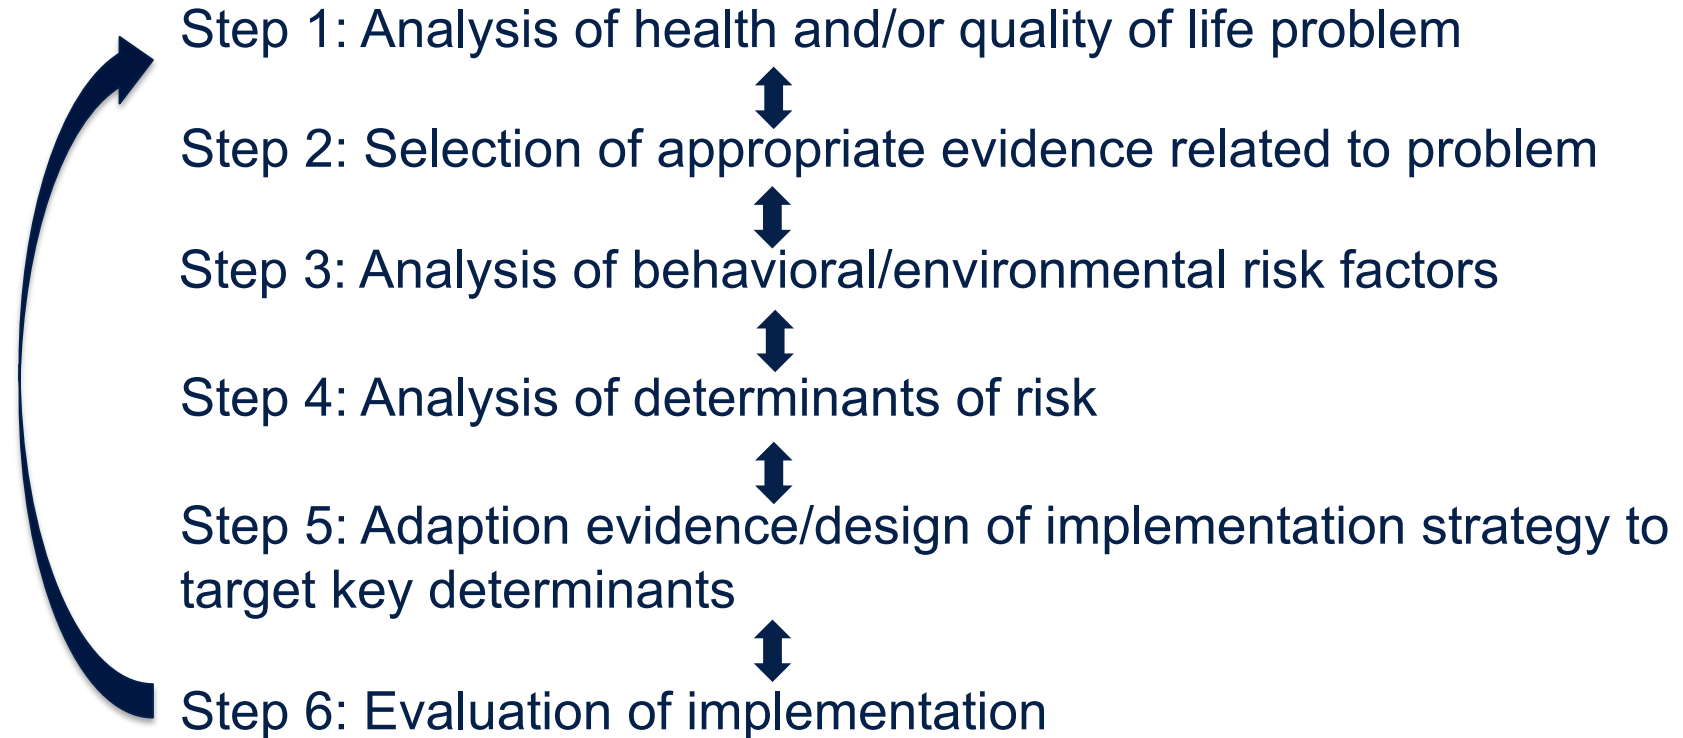 Step 1: Analysis of health and/or quality of life problem
Step 2: Selection of appropriate evidence related to problem
Step 3: Analysis of behavioral/environmental risk factors
Step 4: Analysis of determinants of risk
Step 5: Adaption evidence/design of implementation strategy to
target key determinants
Step 6: Evaluation of implementation